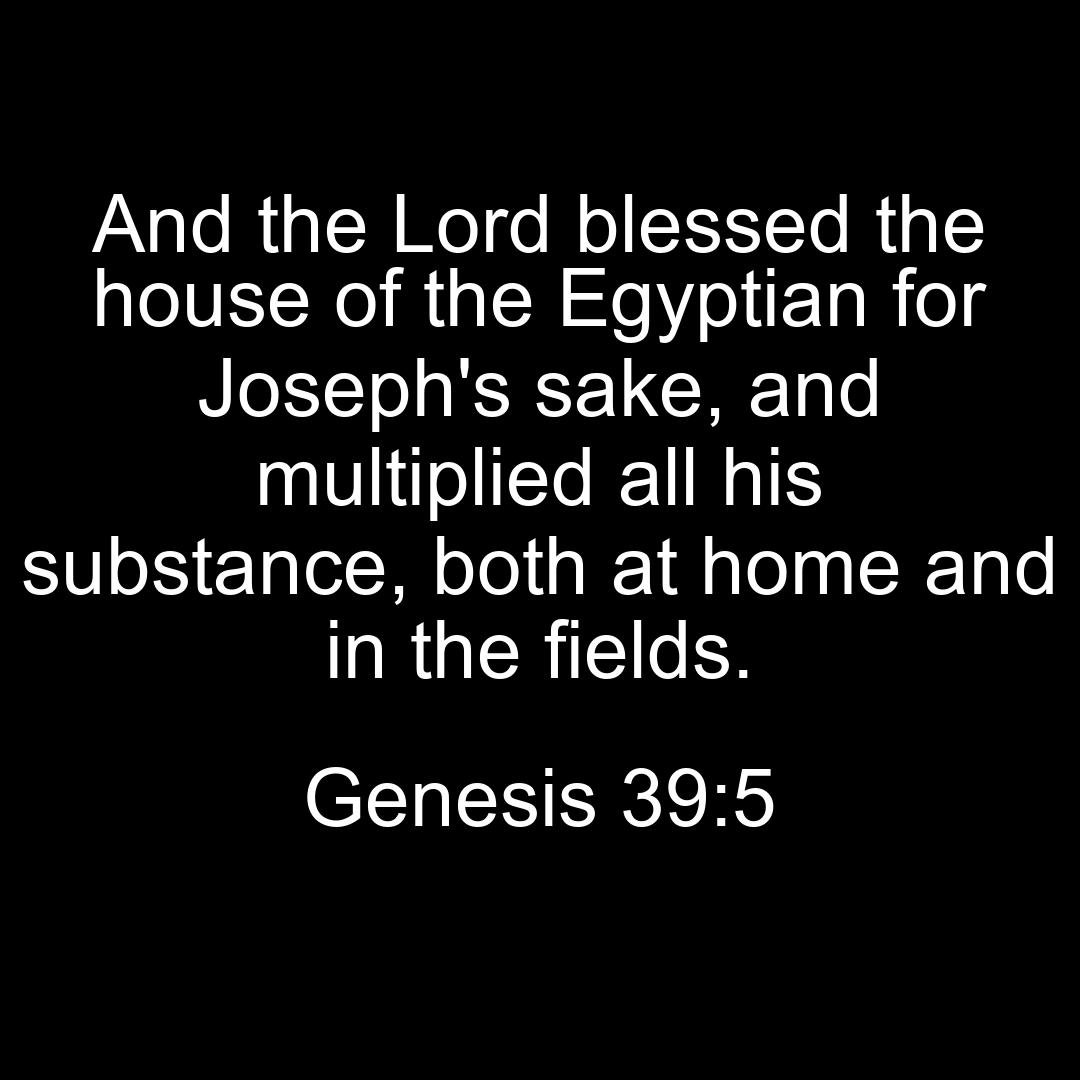 And the Lord blessed the
house of the Egyptian for
Joseph's sake, and
multiplied all his
substance, both at home and
in the fields.
Genesis 39:5